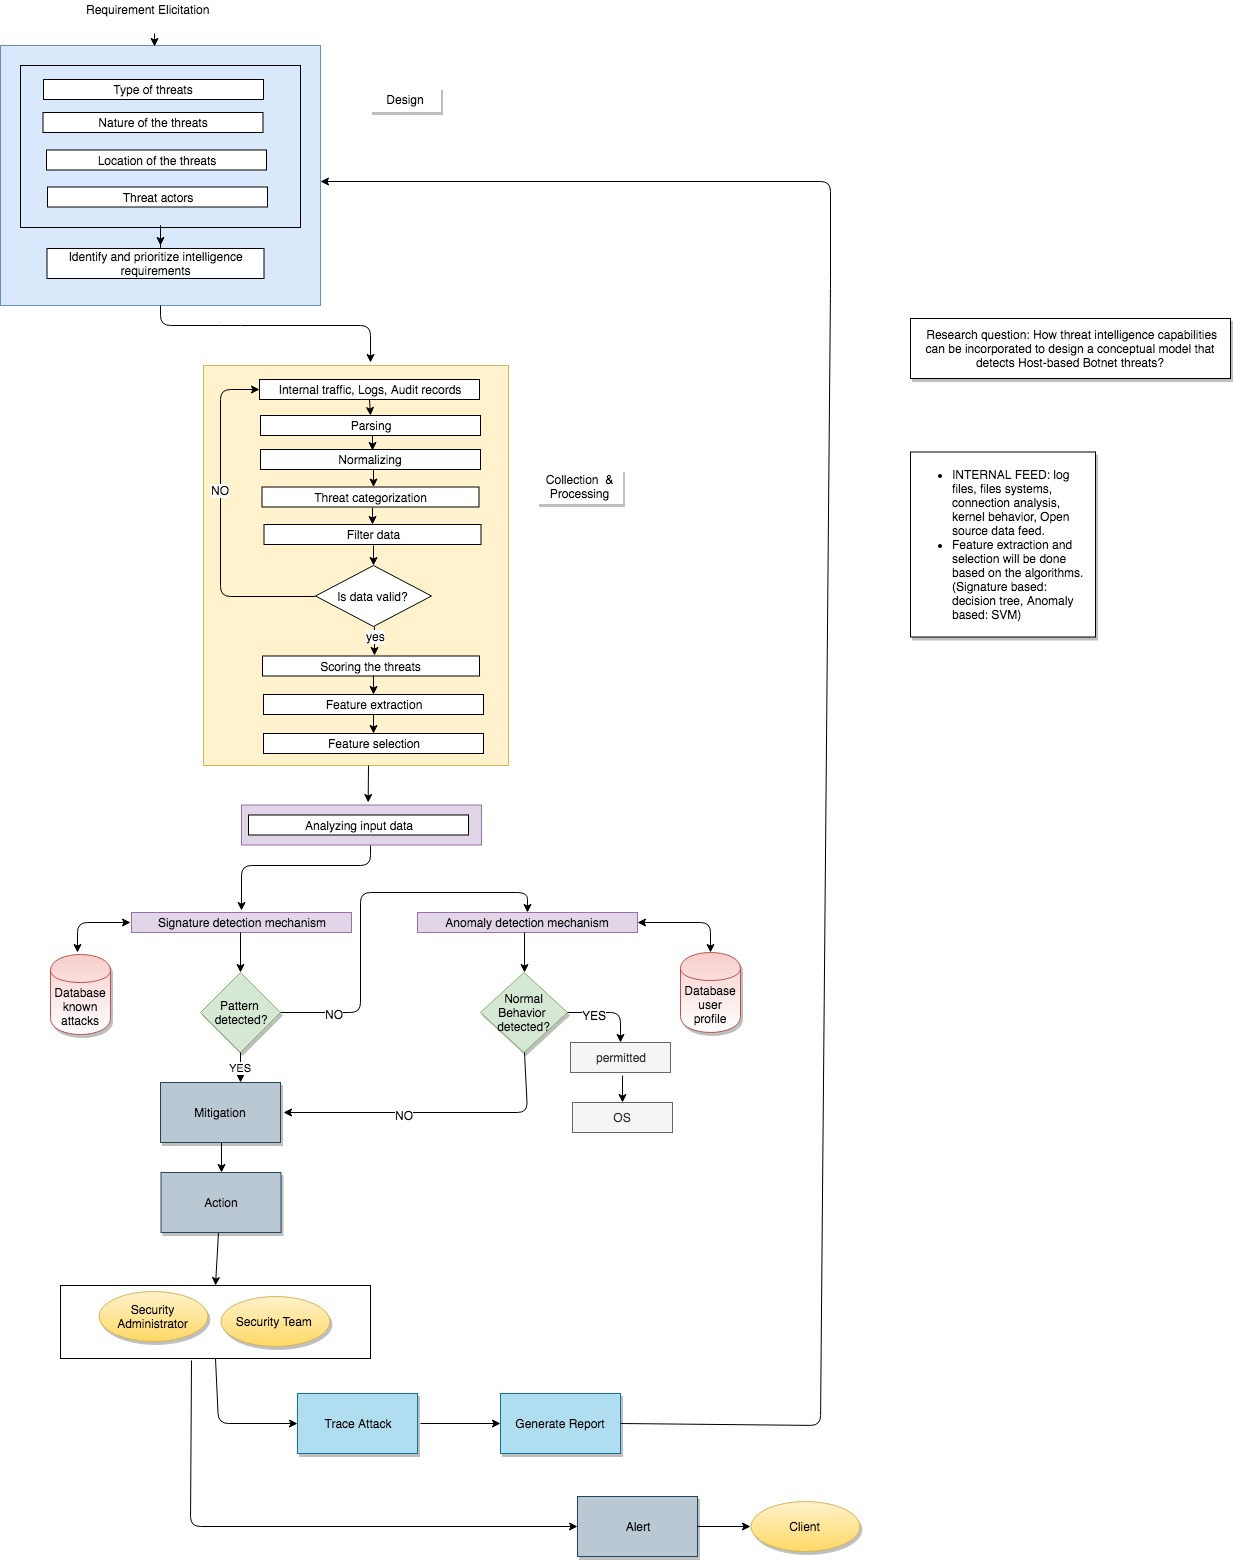 Requirement Elicitation
Type of threats
Nature of the threats
Location of the threats
Threat actors
Identify and prioritize intelligence
requirements
Design
Research question: How threat intelligence capabilities
can be incorporated to design a conceptual model that
detects Host-based Botnet threats?
Internal traffic, Logs, Audit records
Parsing
Normalizing
Threat categorization
Filter data
Is data valid?
NO
yes
Scoring the threats
Feature extraction
Feature selection
Collection &
Processing
• INTERNAL FEED: log
files, files systems,
connection analysis,
kernel behavior, Open
source data feed.
• Feature extraction and
selection will be done
based on the algorithms.
(Signature based:
decision tree, Anomaly
based: SVM)
Analyzing input data
Signature detection mechanism
Anomaly detection mechanism
Database
known
attacks
Pattern
detected?
NO
YES
Normal
Behavior
detected?
YES
Database
user
profile
permitted
OS
NO
Mitigation
Action
Security
Administrator
Security Team
Trace Attack
Generate Report
Alert
Client